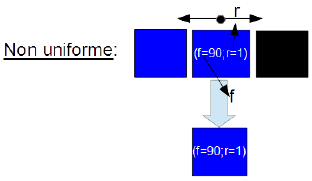 r
Non uniforme:
(f=90;r=1)
f
(f=90;r=1)